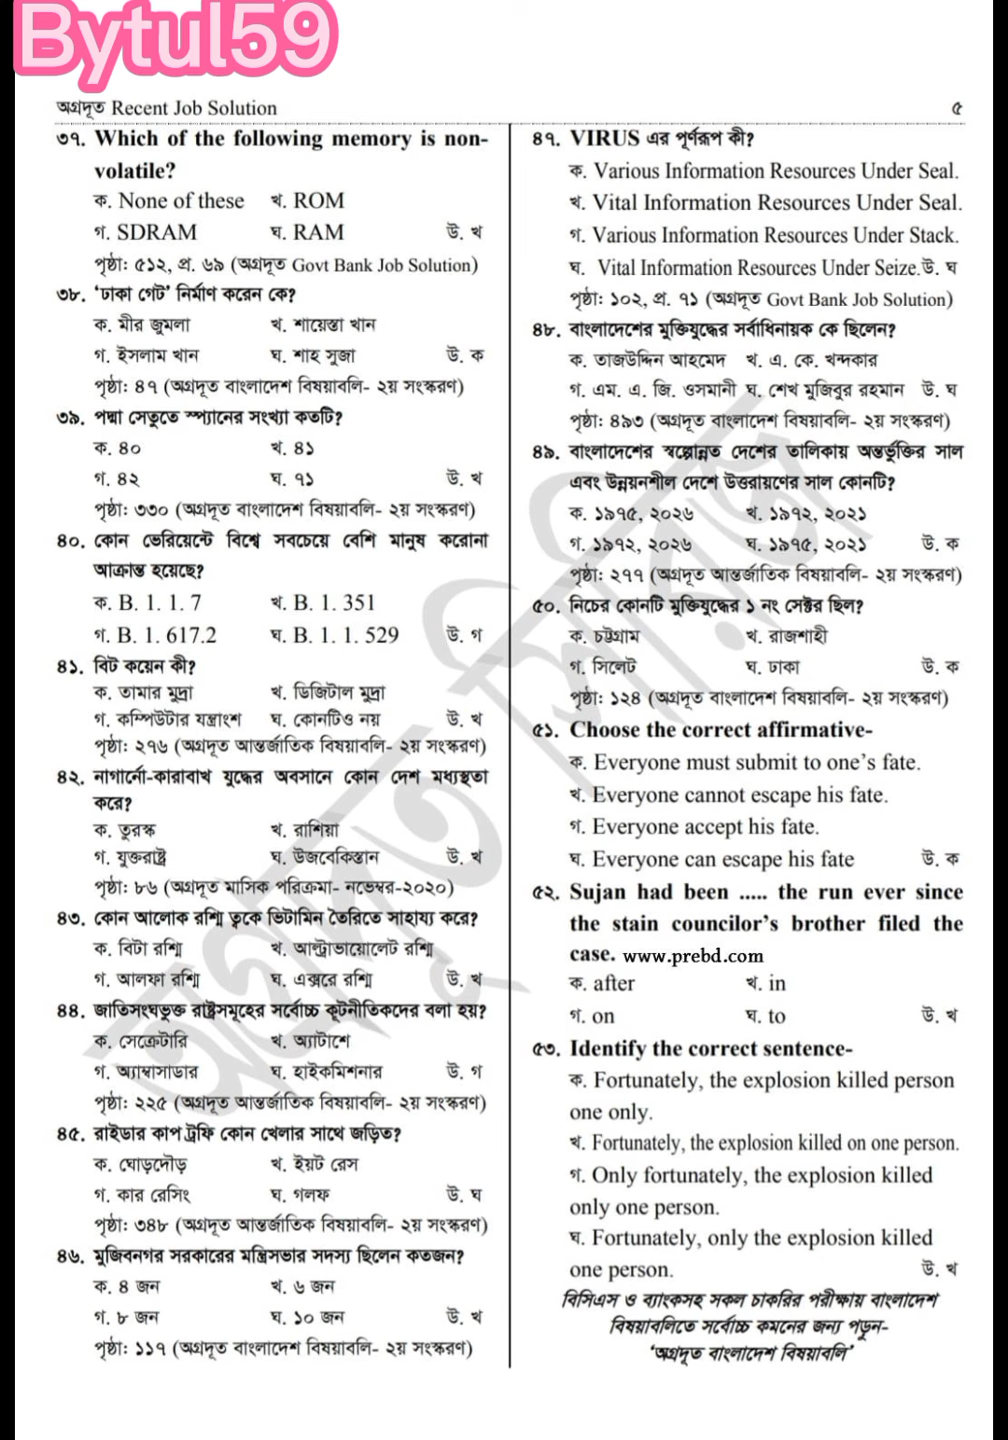 Bytul59
অগ্রদূত Recent Job Solution
৫
৩৭. Which of the following memory is non-
volatile?
ক. None of these খ. ROM
গ. SDRAM ঘ. RAM উ. খ
পৃষ্ঠা: ৫১২, প্র. ৬৯ (অগ্রদূত Govt Bank Job Solution)
৩৮. ‘ঢাকা গেট’ নির্মাণ করেন কে?
ক. মীর জুমলা খ. শায়েস্তা খান
গ. ইসলাম খান ঘ. শাহ সুজা উ. ক
পৃষ্ঠা: ৪৭ (অগ্রদূত বাংলাদেশ বিষয়াবলি- ২য় সংস্করণ)
৩৯. পদ্মা সেতুতে স্প্যানের সংখ্যা কতটি?
ক. ৪০ খ. ৪১
গ. ৪২ ঘ. ৭১ উ. খ
পৃষ্ঠা: ৩৩০ (অগ্রদূত বাংলাদেশ বিষয়াবলি- ২য় সংস্করণ)
৪০. কোন ভেরিয়েন্টে বিশ্বে সবচেয়ে বেশি মানুষ করোনা
আক্রান্ত হয়েছে?
ক. B. 1. 1. 7 খ. B. 1. 351
গ. B. 1. 617.2 ঘ. B. 1. 1. 529 উ. গ
৪১. বিট কয়েন কী?
ক. তামার মুদ্রা খ. ডিজিটাল মুদ্রা
গ. কম্পিউটার যন্ত্রাংশ ঘ. কোনটিও নয় উ. খ
পৃষ্ঠা: ২৭৬ (অগ্রদূত আন্তর্জাতিক বিষয়াবলি- ২য় সংস্করণ)
৪২. নাগার্নো-কারাবাখ যুদ্ধের অবসানে কোন দেশ মধ্যস্থতা
করে?
ক. তুরস্ক খ. রাশিয়া
গ. যুক্তরাষ্ট্র ঘ. উজবেকিস্তান উ. খ
পৃষ্ঠা: ৮৬ (অগ্রদূত মাসিক পরিক্রমা- নভেম্বর-২০২০)
৪৩. কোন আলোক রশ্মি ত্বকে ভিটামিন তৈরিতে সাহায্য করে?
ক. বিটা রশ্মি খ. আল্ট্রাভায়োলেট রশ্মি
গ. আলফা রশ্মি ঘ. এক্সরে রশ্মি উ. খ
৪৪. জাতিসংঘভুক্ত রাষ্ট্রসমূহের সর্বোচ্চ কূটনীতিকদের বলা হয়?
ক. সেক্রেটারি খ. অ্যাটাশে
গ. অ্যাম্বাসাডার ঘ. হাইকমিশনার উ. গ
পৃষ্ঠা: ২২৫ (অগ্রদূত আন্তর্জাতিক বিষয়াবলি- ২য় সংস্করণ)
৪৫. রাইডার কাপ ট্রফি কোন খেলার সাথে জড়িত?
ক. ঘোড়দৌড় খ. ইয়ট রেস
গ. কার রেসিং ঘ. গলফ উ. ঘ
পৃষ্ঠা: ৩৪৮ (অগ্রদূত আন্তর্জাতিক বিষয়াবলি- ২য় সংস্করণ)
৪৬. মুজিবনগর সরকারের মন্ত্রিসভার সদস্য ছিলেন কতজন?
ক. ৪ জন খ. ৬ জন
গ. ৮ জন ঘ. ১০ জন উ. খ
পৃষ্ঠা: ১১৭ (অগ্রদূত বাংলাদেশ বিষয়াবলি- ২য় সংস্করণ)
৪৭. VIRUS এর পূর্ণরূপ কী?
ক. Various Information Resources Under Seal.
খ. Vital Information Resources Under Seal.
গ. Various Information Resources Under Stack.
ঘ. Vital Information Resources Under Seize.উ. ঘ
পৃষ্ঠা: ১০২, প্র. ৭১ (অগ্রদূত Govt Bank Job Solution)
৪৮. বাংলাদেশের মুক্তিযুদ্ধের সর্বাধিনায়ক কে ছিলেন?
ক. তাজউদ্দিন আহমেদ খ. এ. কে. খন্দকার
গ. এম. এ. জি. ওসমানী ঘ. শেখ মুজিবুর রহমান উ. ঘ
পৃষ্ঠা: ৪৯৩ (অগ্রদূত বাংলাদেশ বিষয়াবলি- ২য় সংস্করণ)
৪৯. বাংলাদেশের স্বল্পোন্নত দেশের তালিকায় অন্তর্ভুক্তির সাল
এবং উন্নয়নশীল দেশে উত্তরায়ণের সাল কোনটি?
ক. ১৯৭৫, ২০২৬ খ. ১৯৭২, ২০২১
গ. ১৯৭২, ২০২৬ ঘ. ১৯৭৫, ২০২১ উ. ক
পৃষ্ঠা: ২৭৭ (অগ্রদূত আন্তর্জাতিক বিষয়াবলি- ২য় সংস্করণ)
৫০. নিচের কোনটি মুক্তিযুদ্ধের ১ নং সেক্টর ছিল?
ক. চট্টগ্রাম খ. রাজশাহী
গ. সিলেট ঘ. ঢাকা উ. ক
পৃষ্ঠা: ১২৪ (অগ্রদূত বাংলাদেশ বিষয়াবলি- ২য় সংস্করণ)
৫১. Choose the correct affirmative-
ক. Everyone must submit to one’s fate.
খ. Everyone cannot escape his fate.
গ. Everyone accept his fate.
ঘ. Everyone can escape his fate উ. ক
৫২. Sujan had been ..... the run ever since
the stain councilor’s brother filed the
case. www.prebd.com
ক. after খ. in
গ. on ঘ. to উ. খ
৫৩. Identify the correct sentence-
ক. Fortunately, the explosion killed person
one only.
খ. Fortunately, the explosion killed on one person.
গ. Only fortunately, the explosion killed
only one person.
ঘ. Fortunately, only the explosion killed
one person. উ. খ
বিসিএস ও ব্যাংকসহ সকল চাকরির পরীক্ষায় বাংলাদেশ
বিষয়াবলিতে সর্বোচ্চ কমনের জন্য পড়ুন-
‘অগ্রদূত বাংলাদেশ বিষয়াবলি’
অগ্রদূত সিরিজ